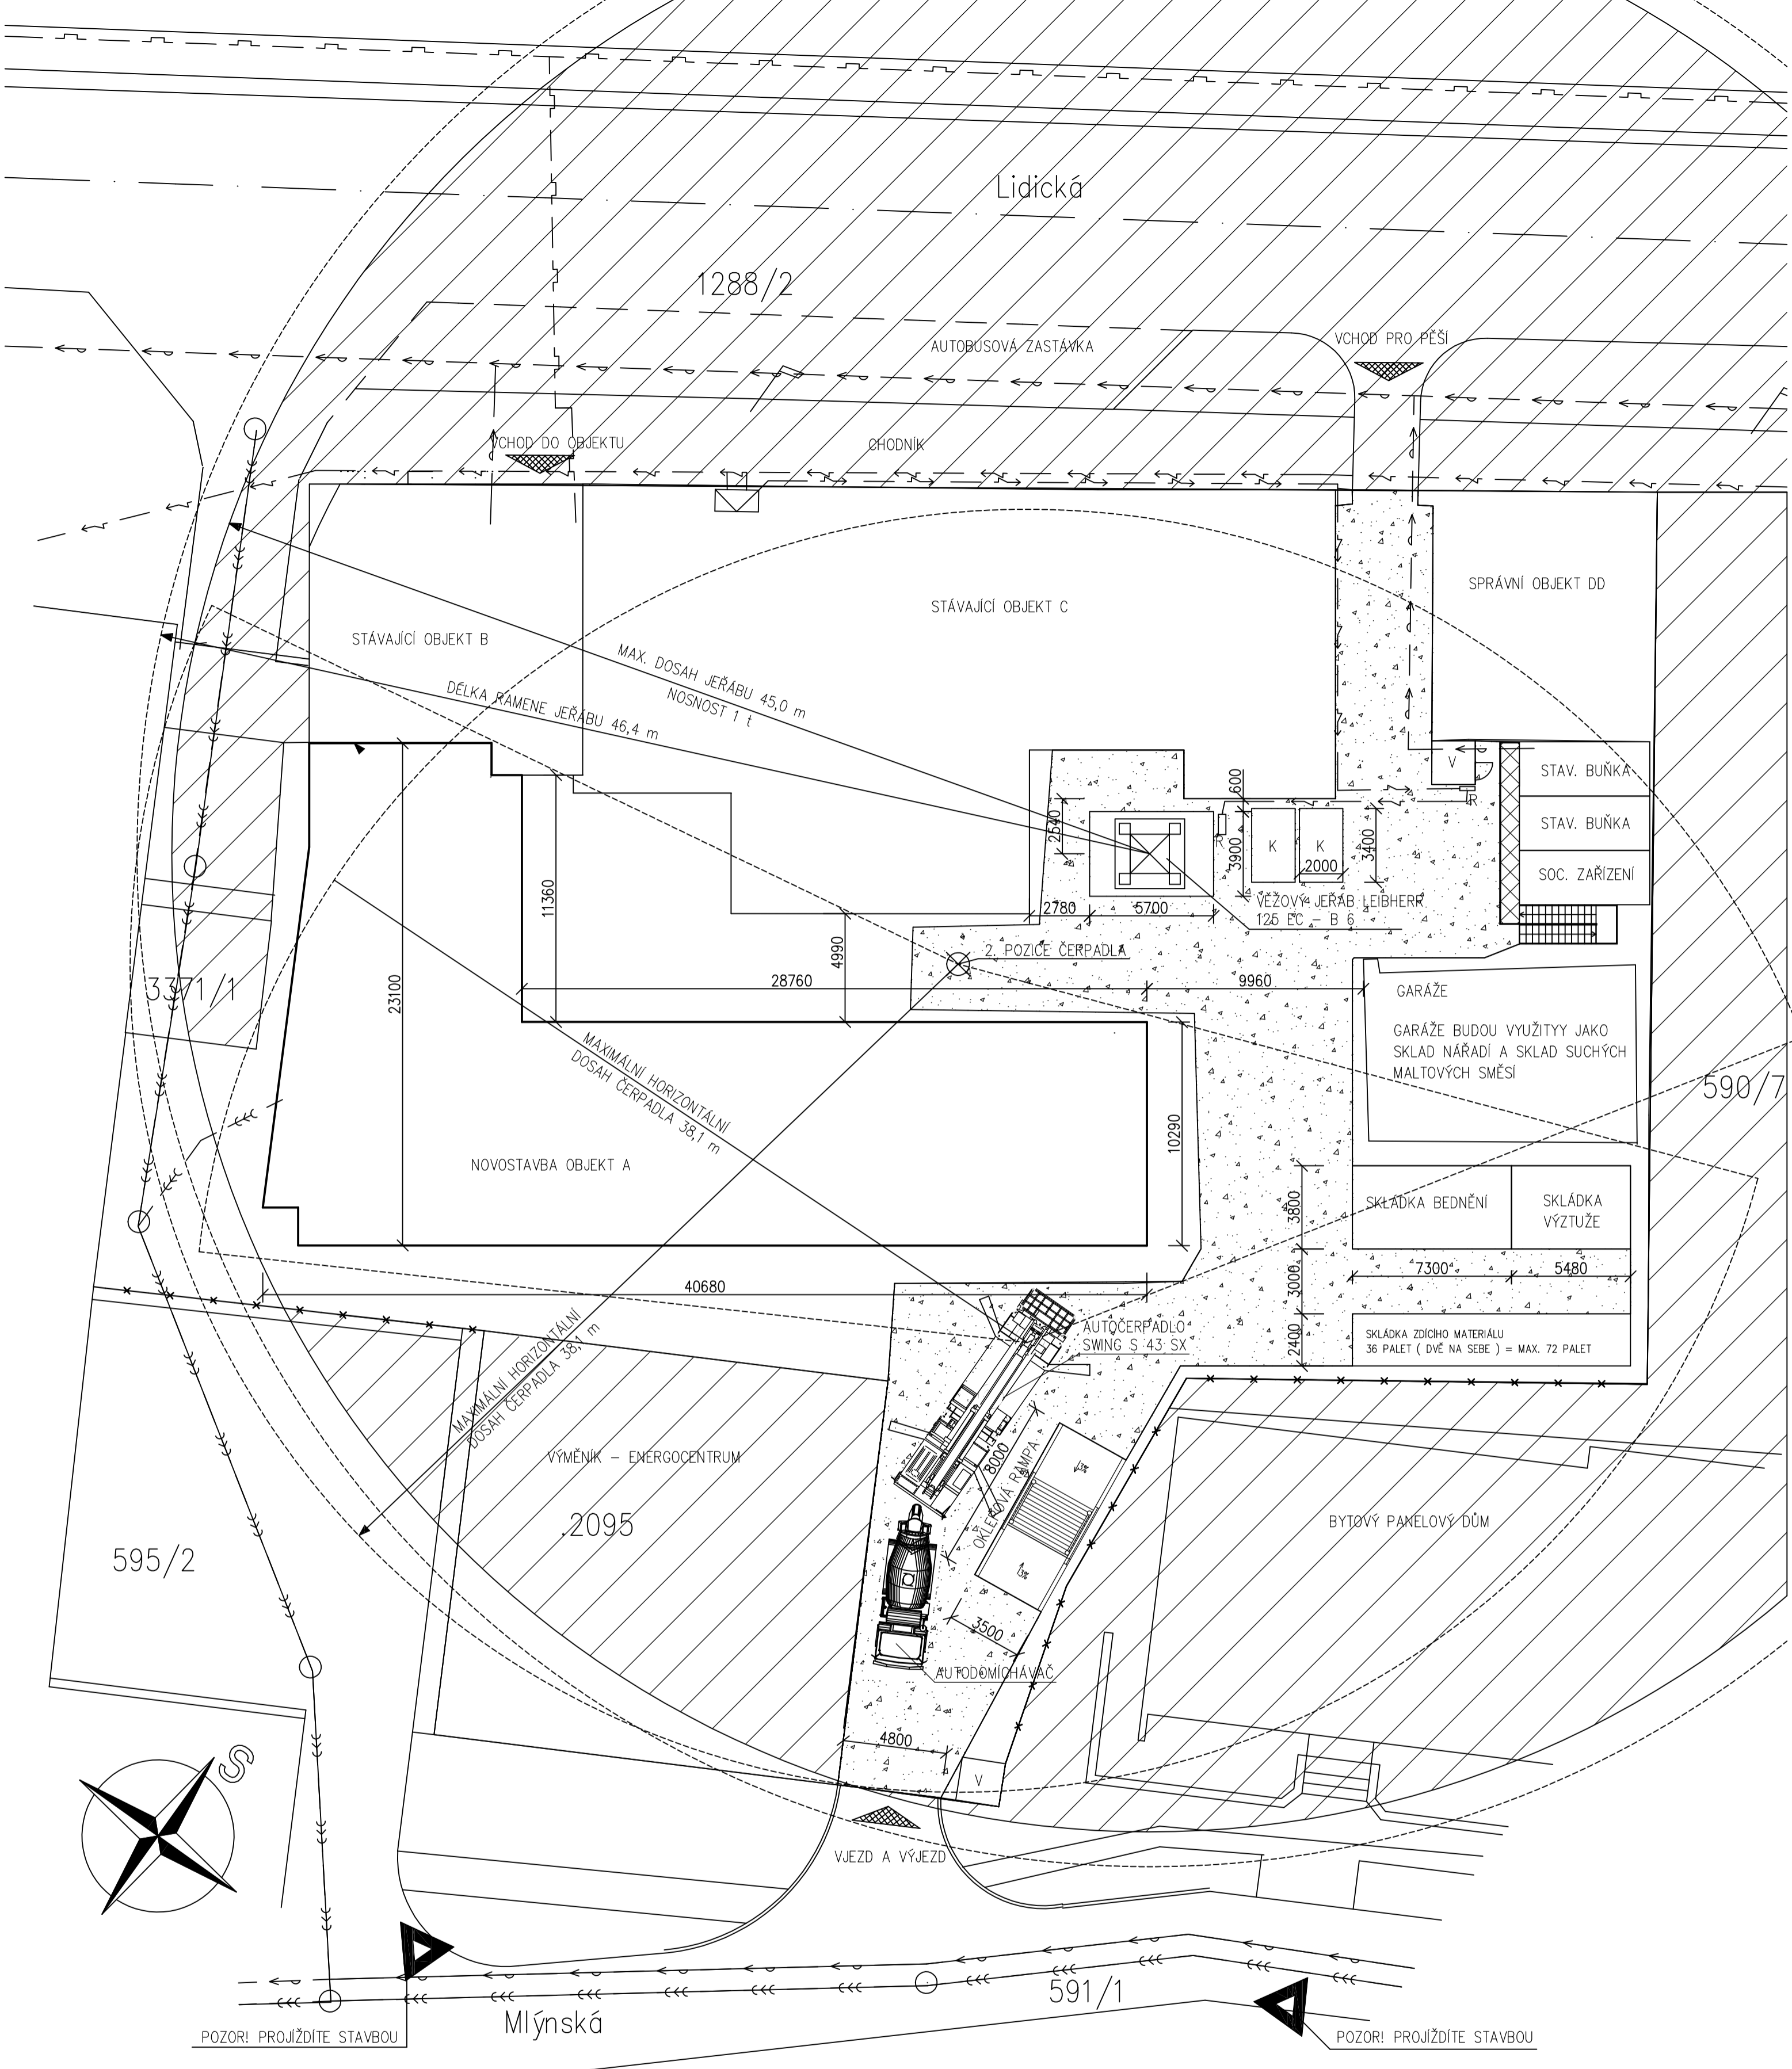 Lidická
1288/2
AUTOBUSOVÁ ZASTÁVKA
VCHOD PRO PĚŠÍ
VCHOD DO OBJEKTU
CHODNÍK
STÁVAJÍCÍ OBJEKT B
STÁVAJÍCÍ OBJEKT C
SPRÁVNÍ OBJEKT DD
MAX. DOSAH JEŘÁBU 45,0 m
NOSNOST 1 t
DÉLKA RAMENE JEŘÁBU 46,4 m
V
STAV. BUŇKA
R
STAV. BUŇKA
SOC. ZAŘÍZENÍ
600
2540
3900
R
K
K
2000
3400
2780
5700
VĚŽOVÝ JEŘÁB LEIBHERR
125 EC – B 6
11360
4990
2. POZICE ČERPADLA
28760
9960
23100
3371/1
GARÁŽE
GARÁŽE BUDOU VYUŽITYY JAKO
SKLAD NÁŘADÍ A SKLAD SUCHÝCH
MALTOVÝCH SMĚSÍ
590/7
MAXIMÁLNÍ HORIZONTÁLNÍ
DOSAH ČERPADLA 38,1 m
10290
NOVOSTAVBA OBJEKT A
3800
SKLÁDKA BEDNĚNÍ
SKLÁDKA
VÝZTUŽE
3000
7300
5480
40680
2400
SKLÁDKA ZDÍCÍHO MATERIÁLU
36 PALET ( DVĚ NA SEBE ) = MAX. 72 PALET
AUTOČERPADLO
SWING S 43 SX
MAXIMÁLNÍ HORIZONTÁLNÍ
DOSAH ČERPADLA 38,1 m
VÝMĚNÍK – ENERGOCENTRUM
.2095
8000
OKLEPOVÁ RAMPA
BYTOVÝ PANELOVÝ DŮM
595/2
3500
AUTODOMÍCHÁVAČ
4800
V
S
VJEZD A VÝJEZD
591/1
Mlýnská
POZOR! PROJÍŽDÍTE STAVBOU
POZOR! PROJÍŽDÍTE STAVBOU